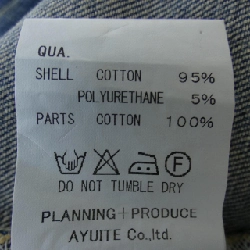 QUA.
SHELL COTTON 95%
POLYURETHANE 5%
PARTS COTTON 100%
F
DO NOT TUMBLE DRY
PLANNING + PRODUCE
AYUITE Co.,ltd.